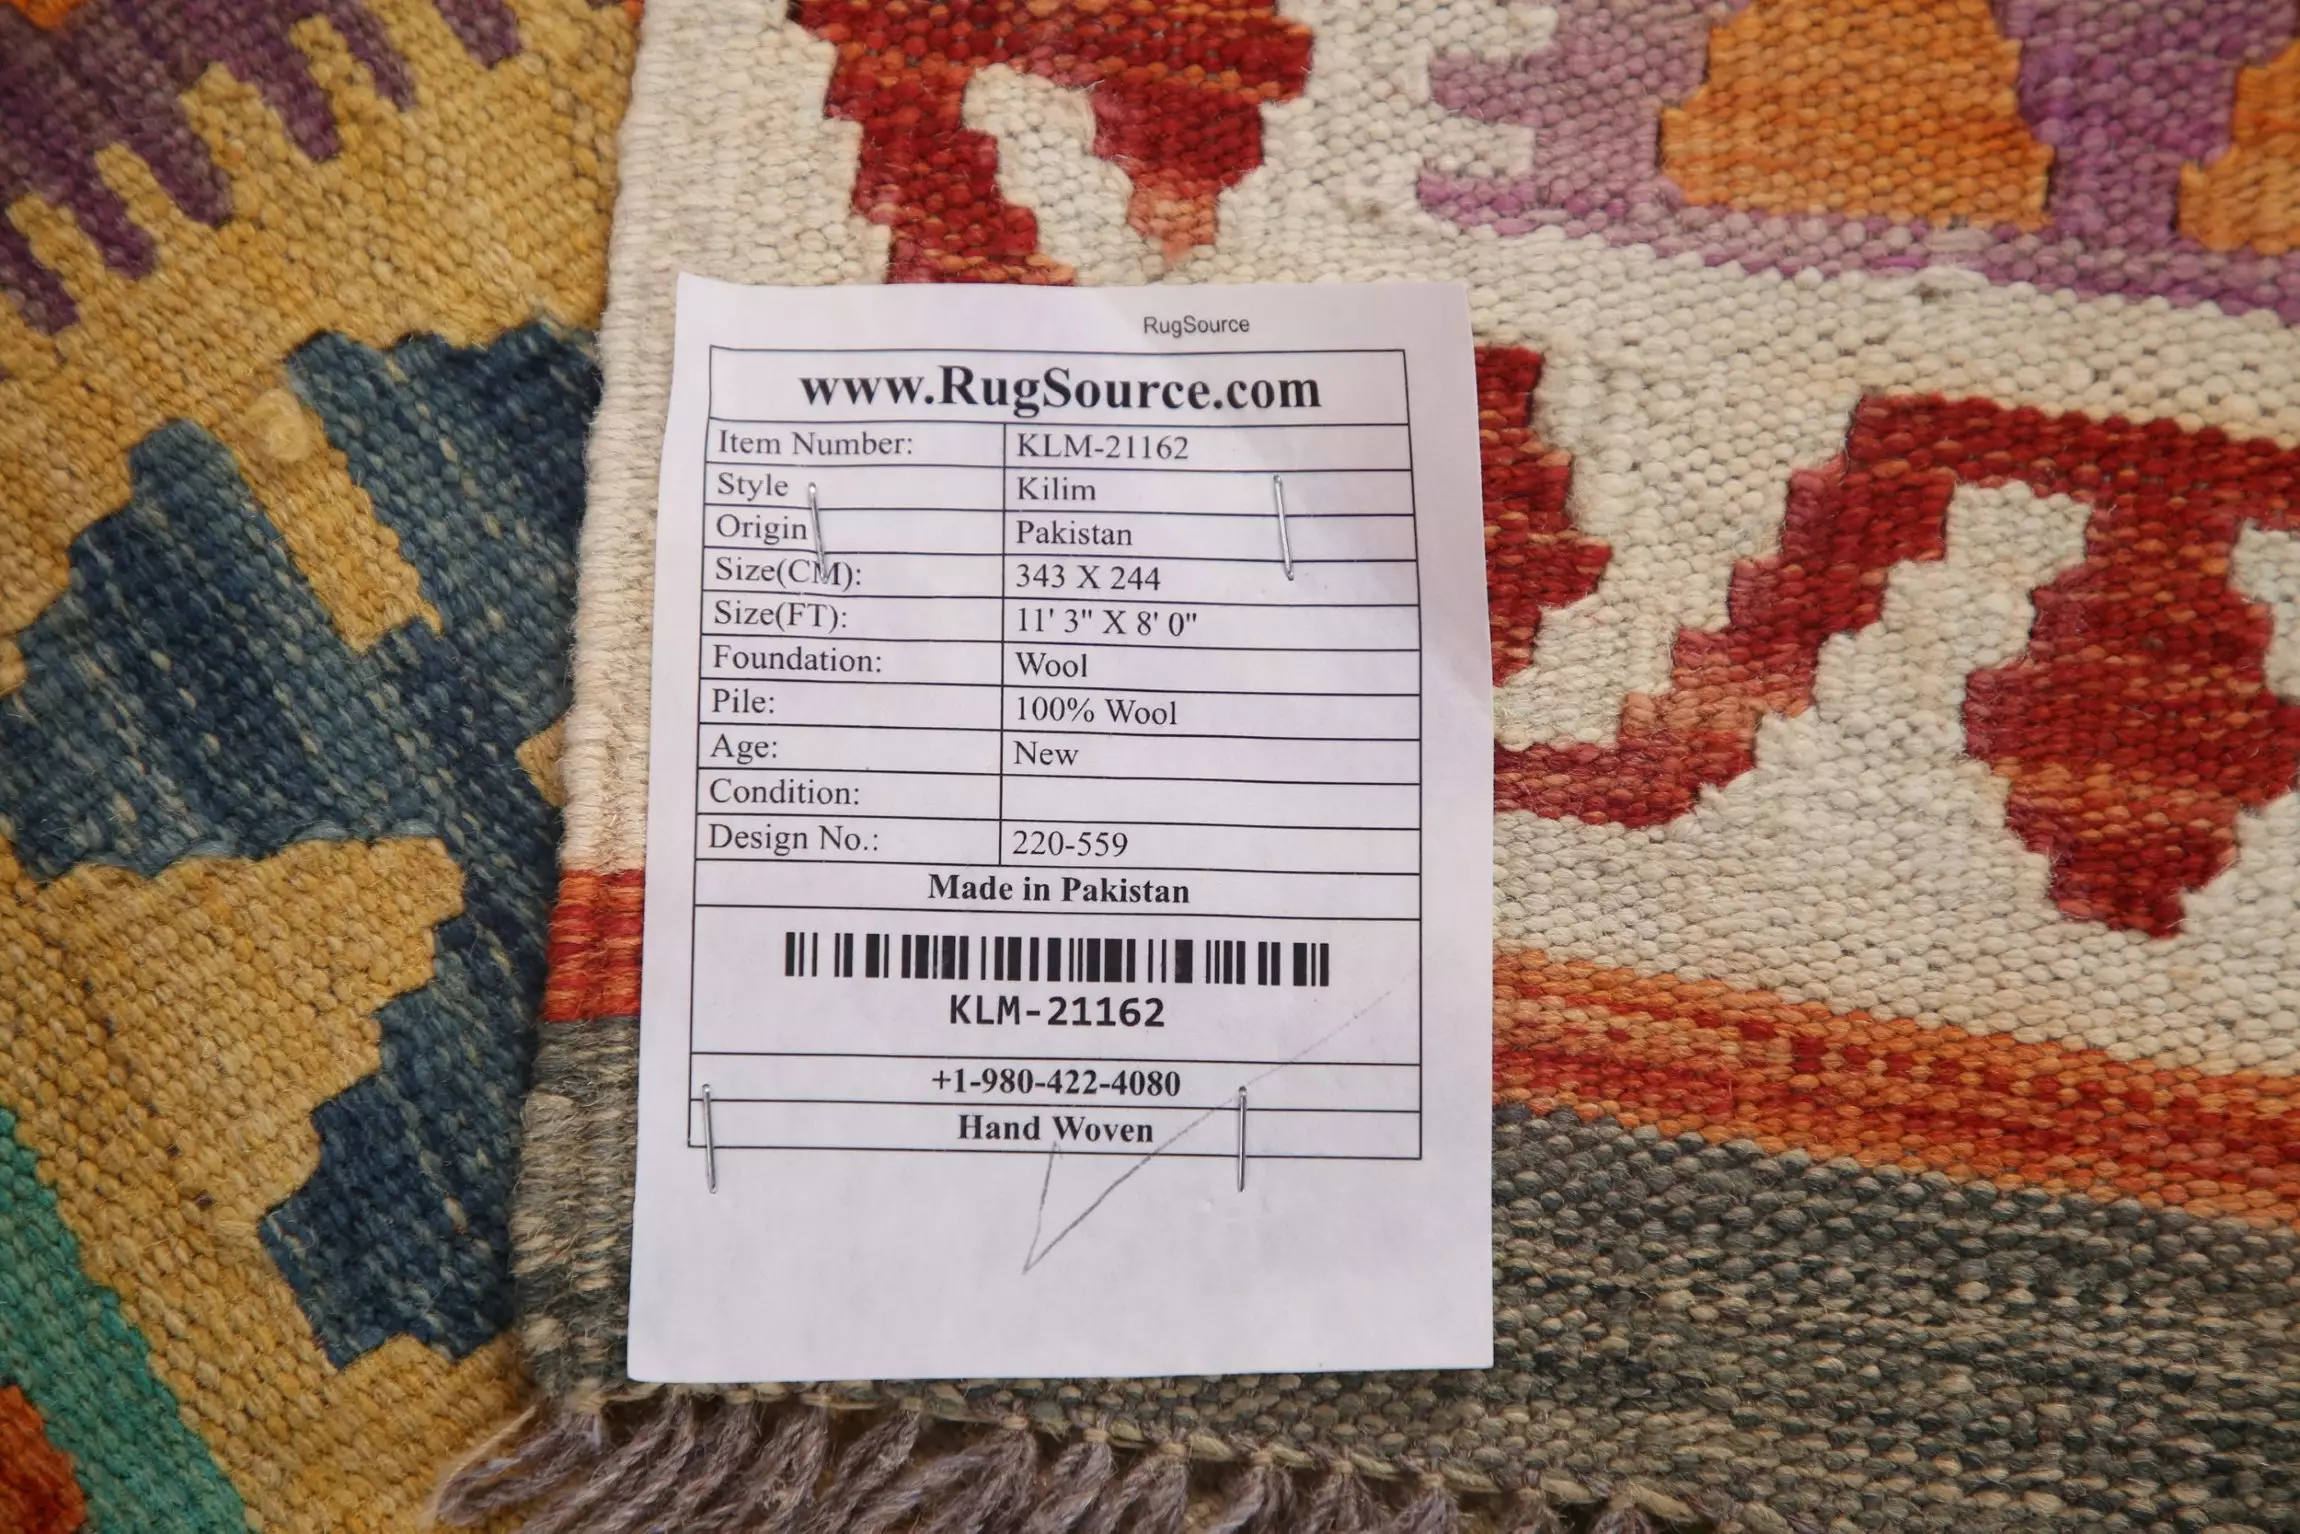 RugSource
www.RugSource.com
Item Number: KLM-21162
Style Kilim
Origin Pakistan
Size(CM): 343 X 244
Size(FT): 11' 3" X 8' 0"
Foundation: Wool
Pile: 100% Wool
Age: New
Condition:
Design No.: 220-559
Made in Pakistan
KLM-21162
+1-980-422-4080
Hand Woven